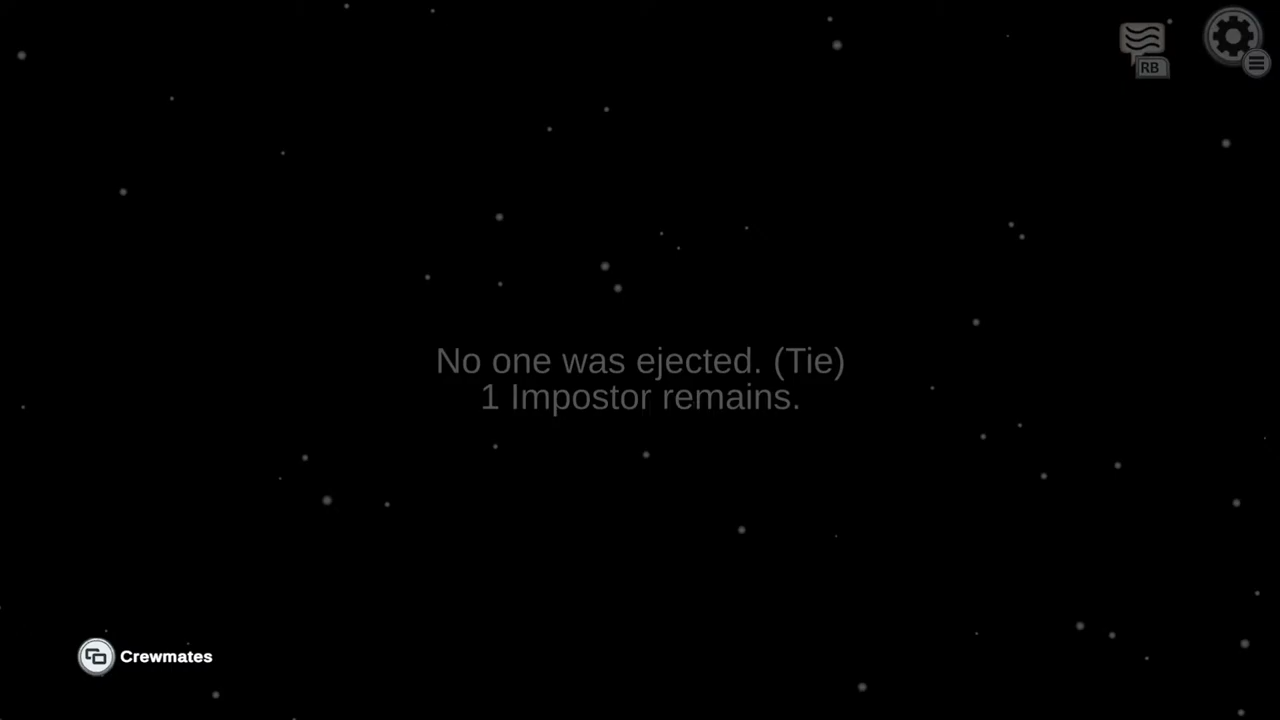 RB
No one was ejected. (Tie)
1 Impostor remains.
Crewmates